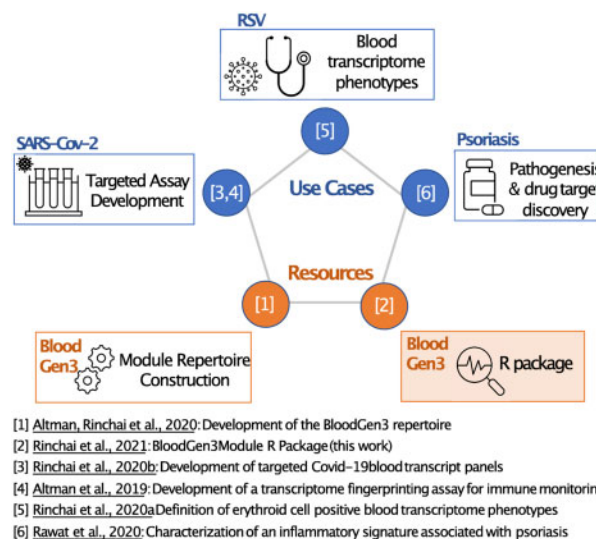 RSV
Blood
transcriptome
phenotypes
[5]
SARS-Cov-2
Targeted Assay
Development
[3,4]
Use Cases
[6]
Psoriasis
Pathogenesis
& drug target
discovery
Resources
[1]
[2]
Blood
Gen3
Module Repertoire
Construction
Blood
Gen3
R package
[1] Altman, Rinchai et al., 2020: Development of the BloodGen3 repertoire
[2] Rinchai et al., 2021: BloodGen3Module R Package (this work)
[3] Rinchai et al., 2020b: Development of targeted Covid-19blood transcript panels
[4] Altman et al. 2019: Development of a transcriptome fingerprinting assay for immune monitorin
[5] Rinchai et al., 2020aDefinition of erythroid cell positive blood transcriptome phenotypes
[6] Rawat et al., 2020: Characterization of an inflammatory signature associated with psoriasis